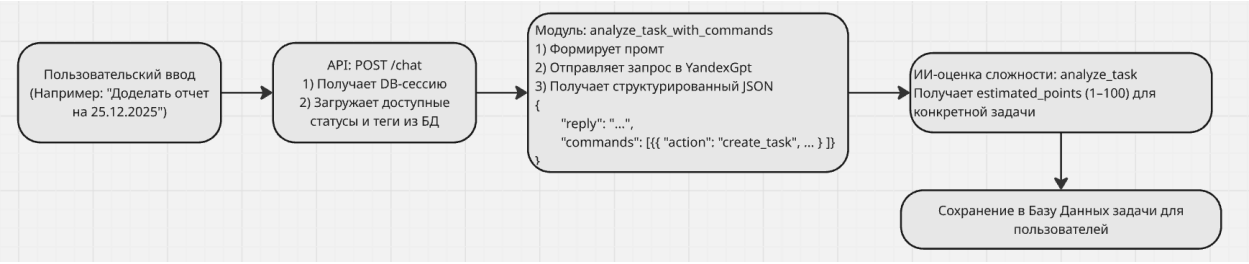 Пользовательский ввод
(Например: "Доделать отчет
на 25.12.2025")
API: POST /chat
1) Получает DB-сессию
2) Загружает доступные
статусы и теги из БД
Модуль: analyze_task_with_commands
1) Формирует промт
2) Отправляет запрос в YandexGpt
3) Получает структурированный JSON
{
"reply": "...",
"commands": [{{ "action": "create_task", ... } ]}
}
ИИ-оценка сложности: analyze_task
Получает estimated_points (1–100) для
конкретной задачи
Сохранение в Базу Данных задачи для
пользователей